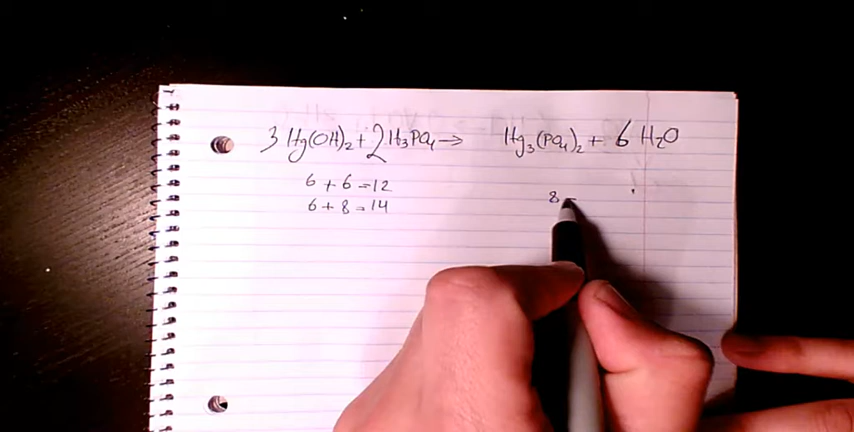 3 Hg(OH)₂ + 2 H₃PO₄ → Hg₃(PO₄)₂ + 6 H₂O
6 + 6 = 12
6 + 8 = 14
8